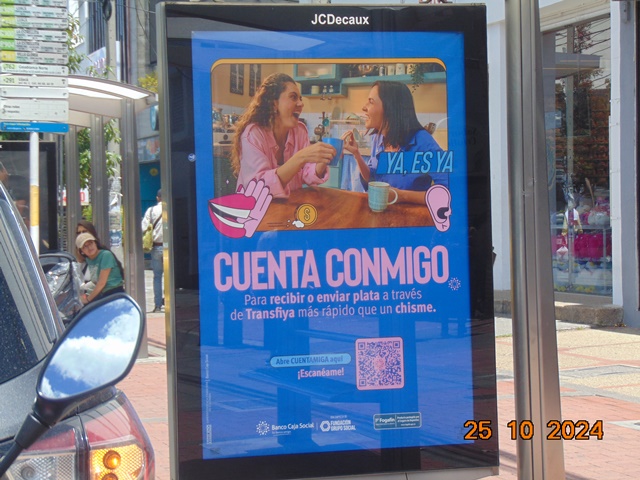 JCDecaux
YA, ES YA
CUENTA CONMIGO
Para recibir o enviar plata a través
de Transfiya más rápido que un chisme.
Abre CUENTAMIGA aquí
¡Escanéame!
Banco Caja Social
FUNDACIÓN
GRUPO SOCIAL
Fogafín
25 10 2024